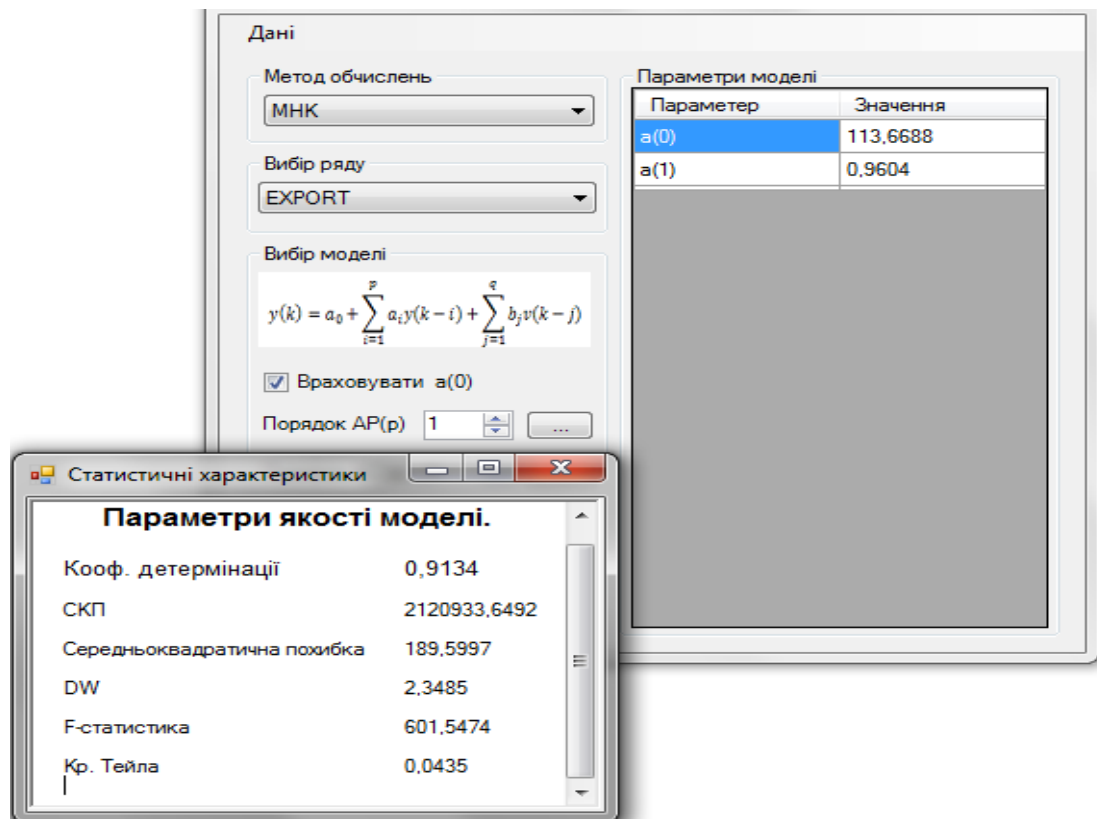 Дані
Метод обчислень
МНК
Вибір ряду
EXPORT
Вибір моделі
y(k) = a₀ + ∑_{i=1}^{p} aᵢy(k − i) + ∑_{j=1}^{q} bⱼv(k − j)
Враховувати a(0)
Порядок АР(p) 1 ...
Параметри моделі
Параметер Значення
a(0) 113,6688
a(1) 0,9604
Статистичні характеристики
Параметри якості моделі.
Кооф. детермінації 0,9134
СКП 2120933,6492
Середньоквадратична похибка 189,5997
DW 2,3485
F-статистика 601,5474
Кр. Тейла 0,0435